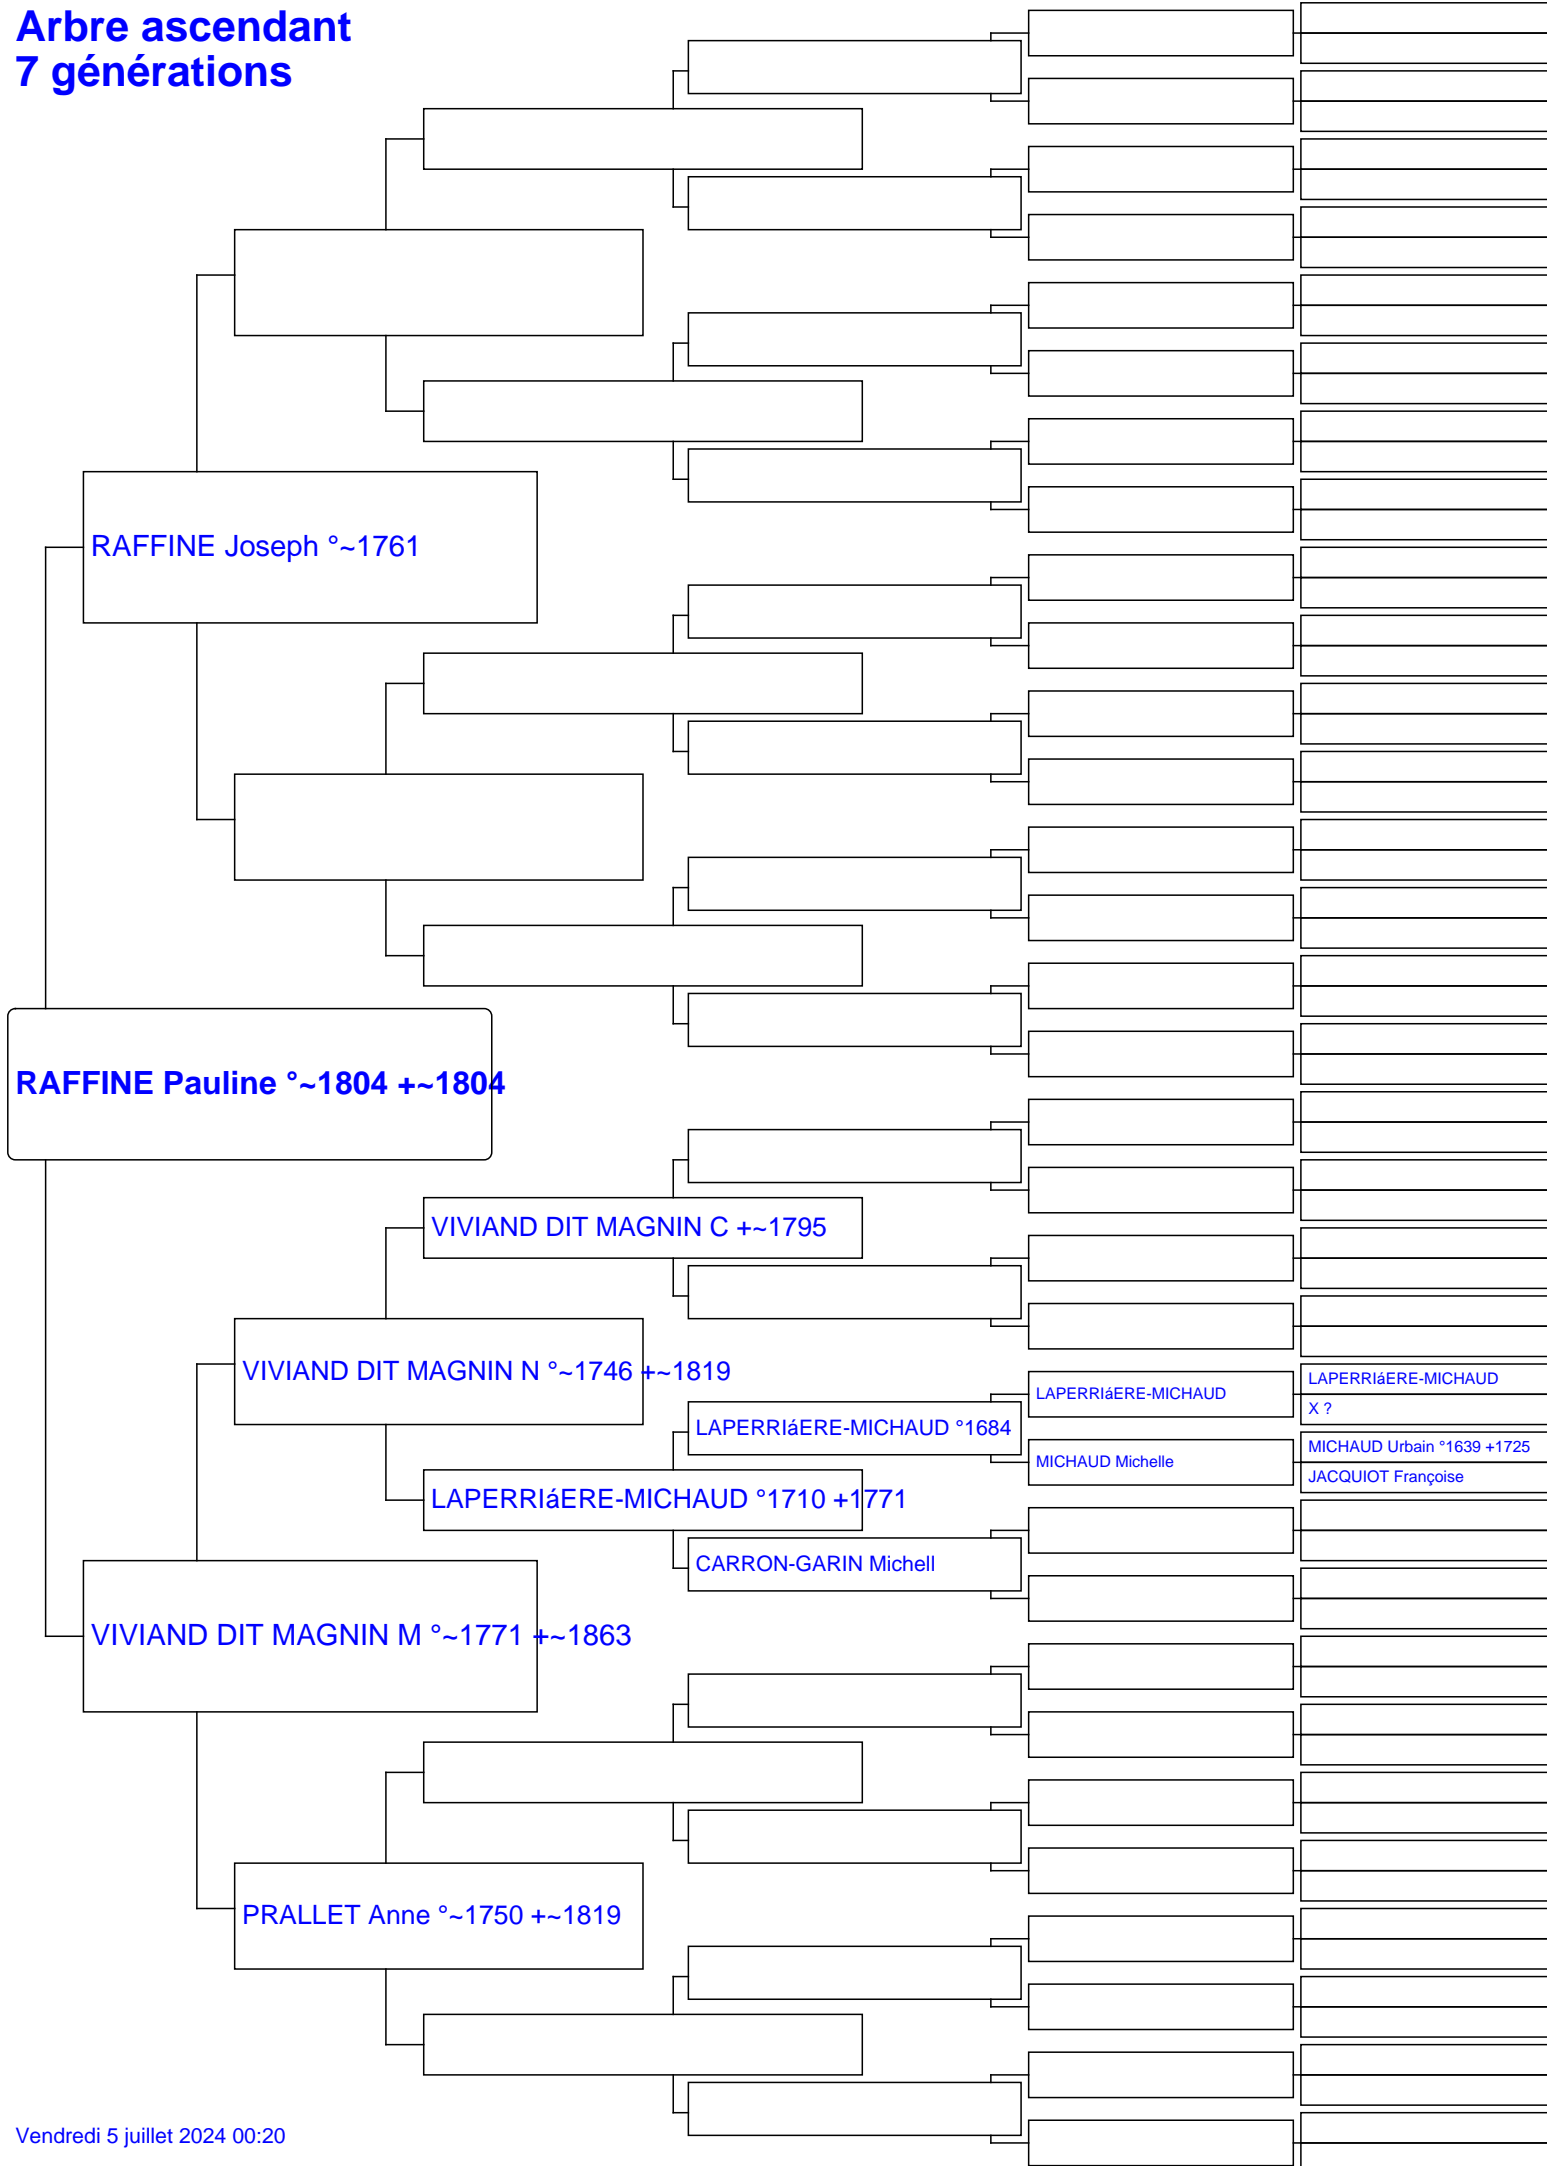 Arbre ascendant
7 générations
RAFFINE Joseph °~1761
RAFFINE Pauline °~1804 +~1804
VIVIAND DIT MAGNIN C +~1795
VIVIAND DIT MAGNIN N °~1746 +~1819
LAPERRIáERE-MICHAUD
LAPERRIáERE-MICHAUD
X ?
LAPERRIáERE-MICHAUD °1684
MICHAUD Urbain °1639 +1725
MICHAUD Michelle
JACQUIOT Françoise
LAPERRIáERE-MICHAUD °1710 +1771
CARRON-GARIN Michell
VIVIAND DIT MAGNIN M °~1771 +~1863
PRALLET Anne °~1750 +~1819
Vendredi 5 juillet 2024 00:20